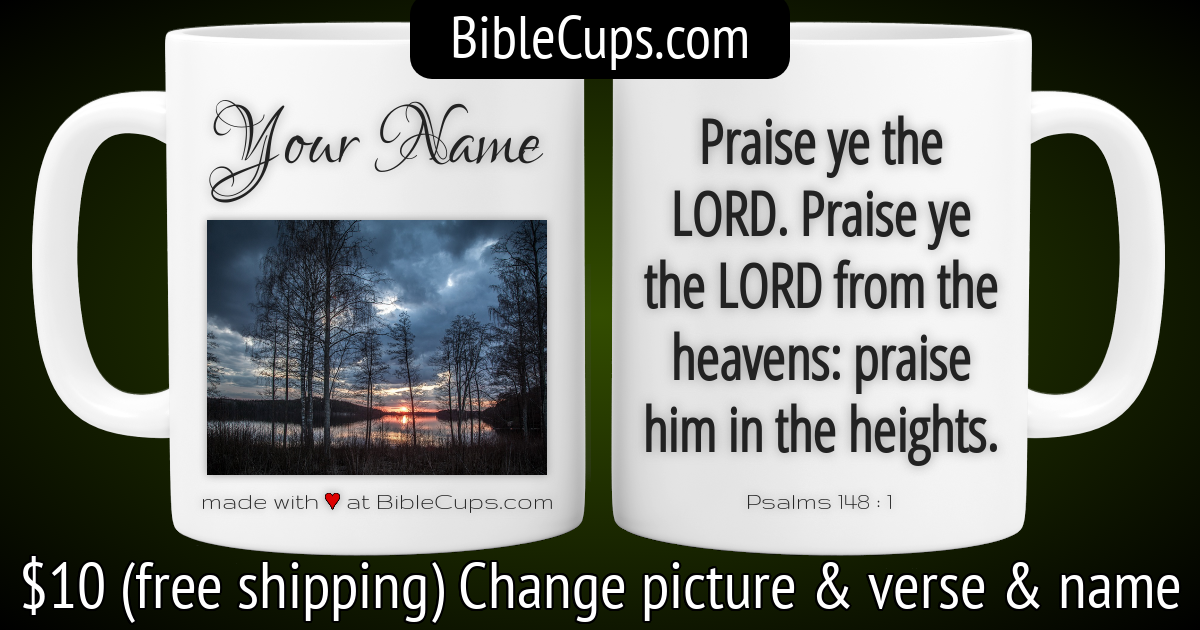 BibleCups.com
Your Name
made with ♥ at BibleCups.com
Praise ye the
LORD. Praise ye
the LORD from the
heavens: praise
him in the heights.
Psalms 148 : 1
$10 (free shipping) Change picture & verse & name